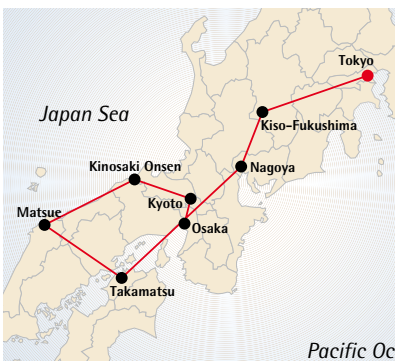 Tokyo
Japan Sea
Kiso-Fukushima
Kinosaki Onsen
Nagoya
Kyoto
Matsue
Osaka
Takamatsu
Pacific Oc